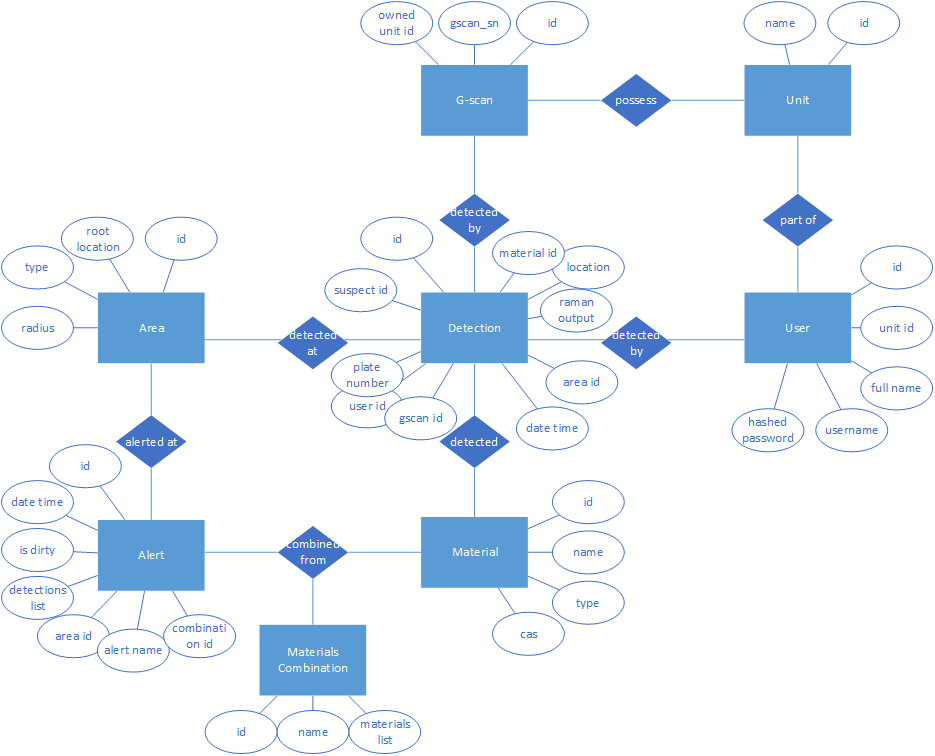 owned
unit id
gscan_sn
id
name
id
G-scan
possess
Unit
detected
by
part of
root
location
id
type
radius
Area
id
material id
location
suspect id
raman
output
Detection
detected
at
detected
by
id
unit id
User
full name
plate
number
user id
gscan id
area id
date time
hashed
password
username
alerted at
detected
id
date time
is dirty
detections
list
Alert
area id
alert name
combinati
on id
combined
from
Material
id
name
type
cas
Materials
Combination
id
name
materials
list